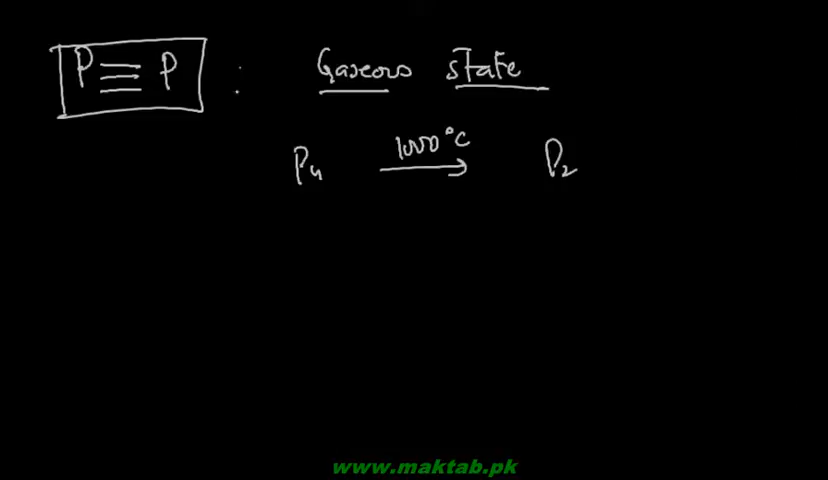 P≡P : Gaseous state
P₄ 1000°C → P₂
www.maktab.pk